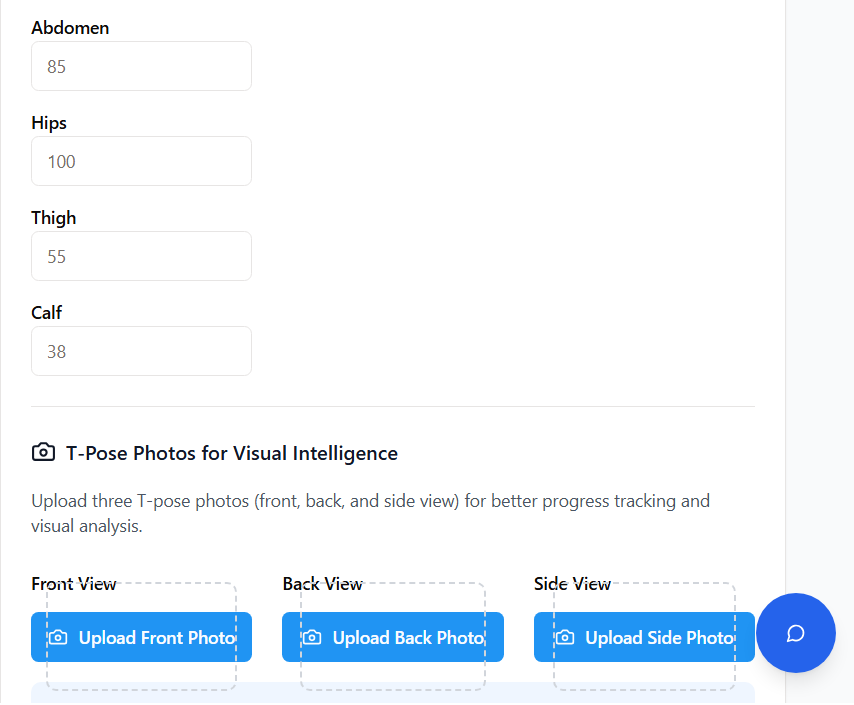 Abdomen
85
Hips
100
Thigh
55
Calf
38
T-Pose Photos for Visual Intelligence
Upload three T-pose photos (front, back, and side view) for better progress tracking and
visual analysis.
Front View
Back View
Side View
Upload Front Photo
Upload Back Photo
Upload Side Photo